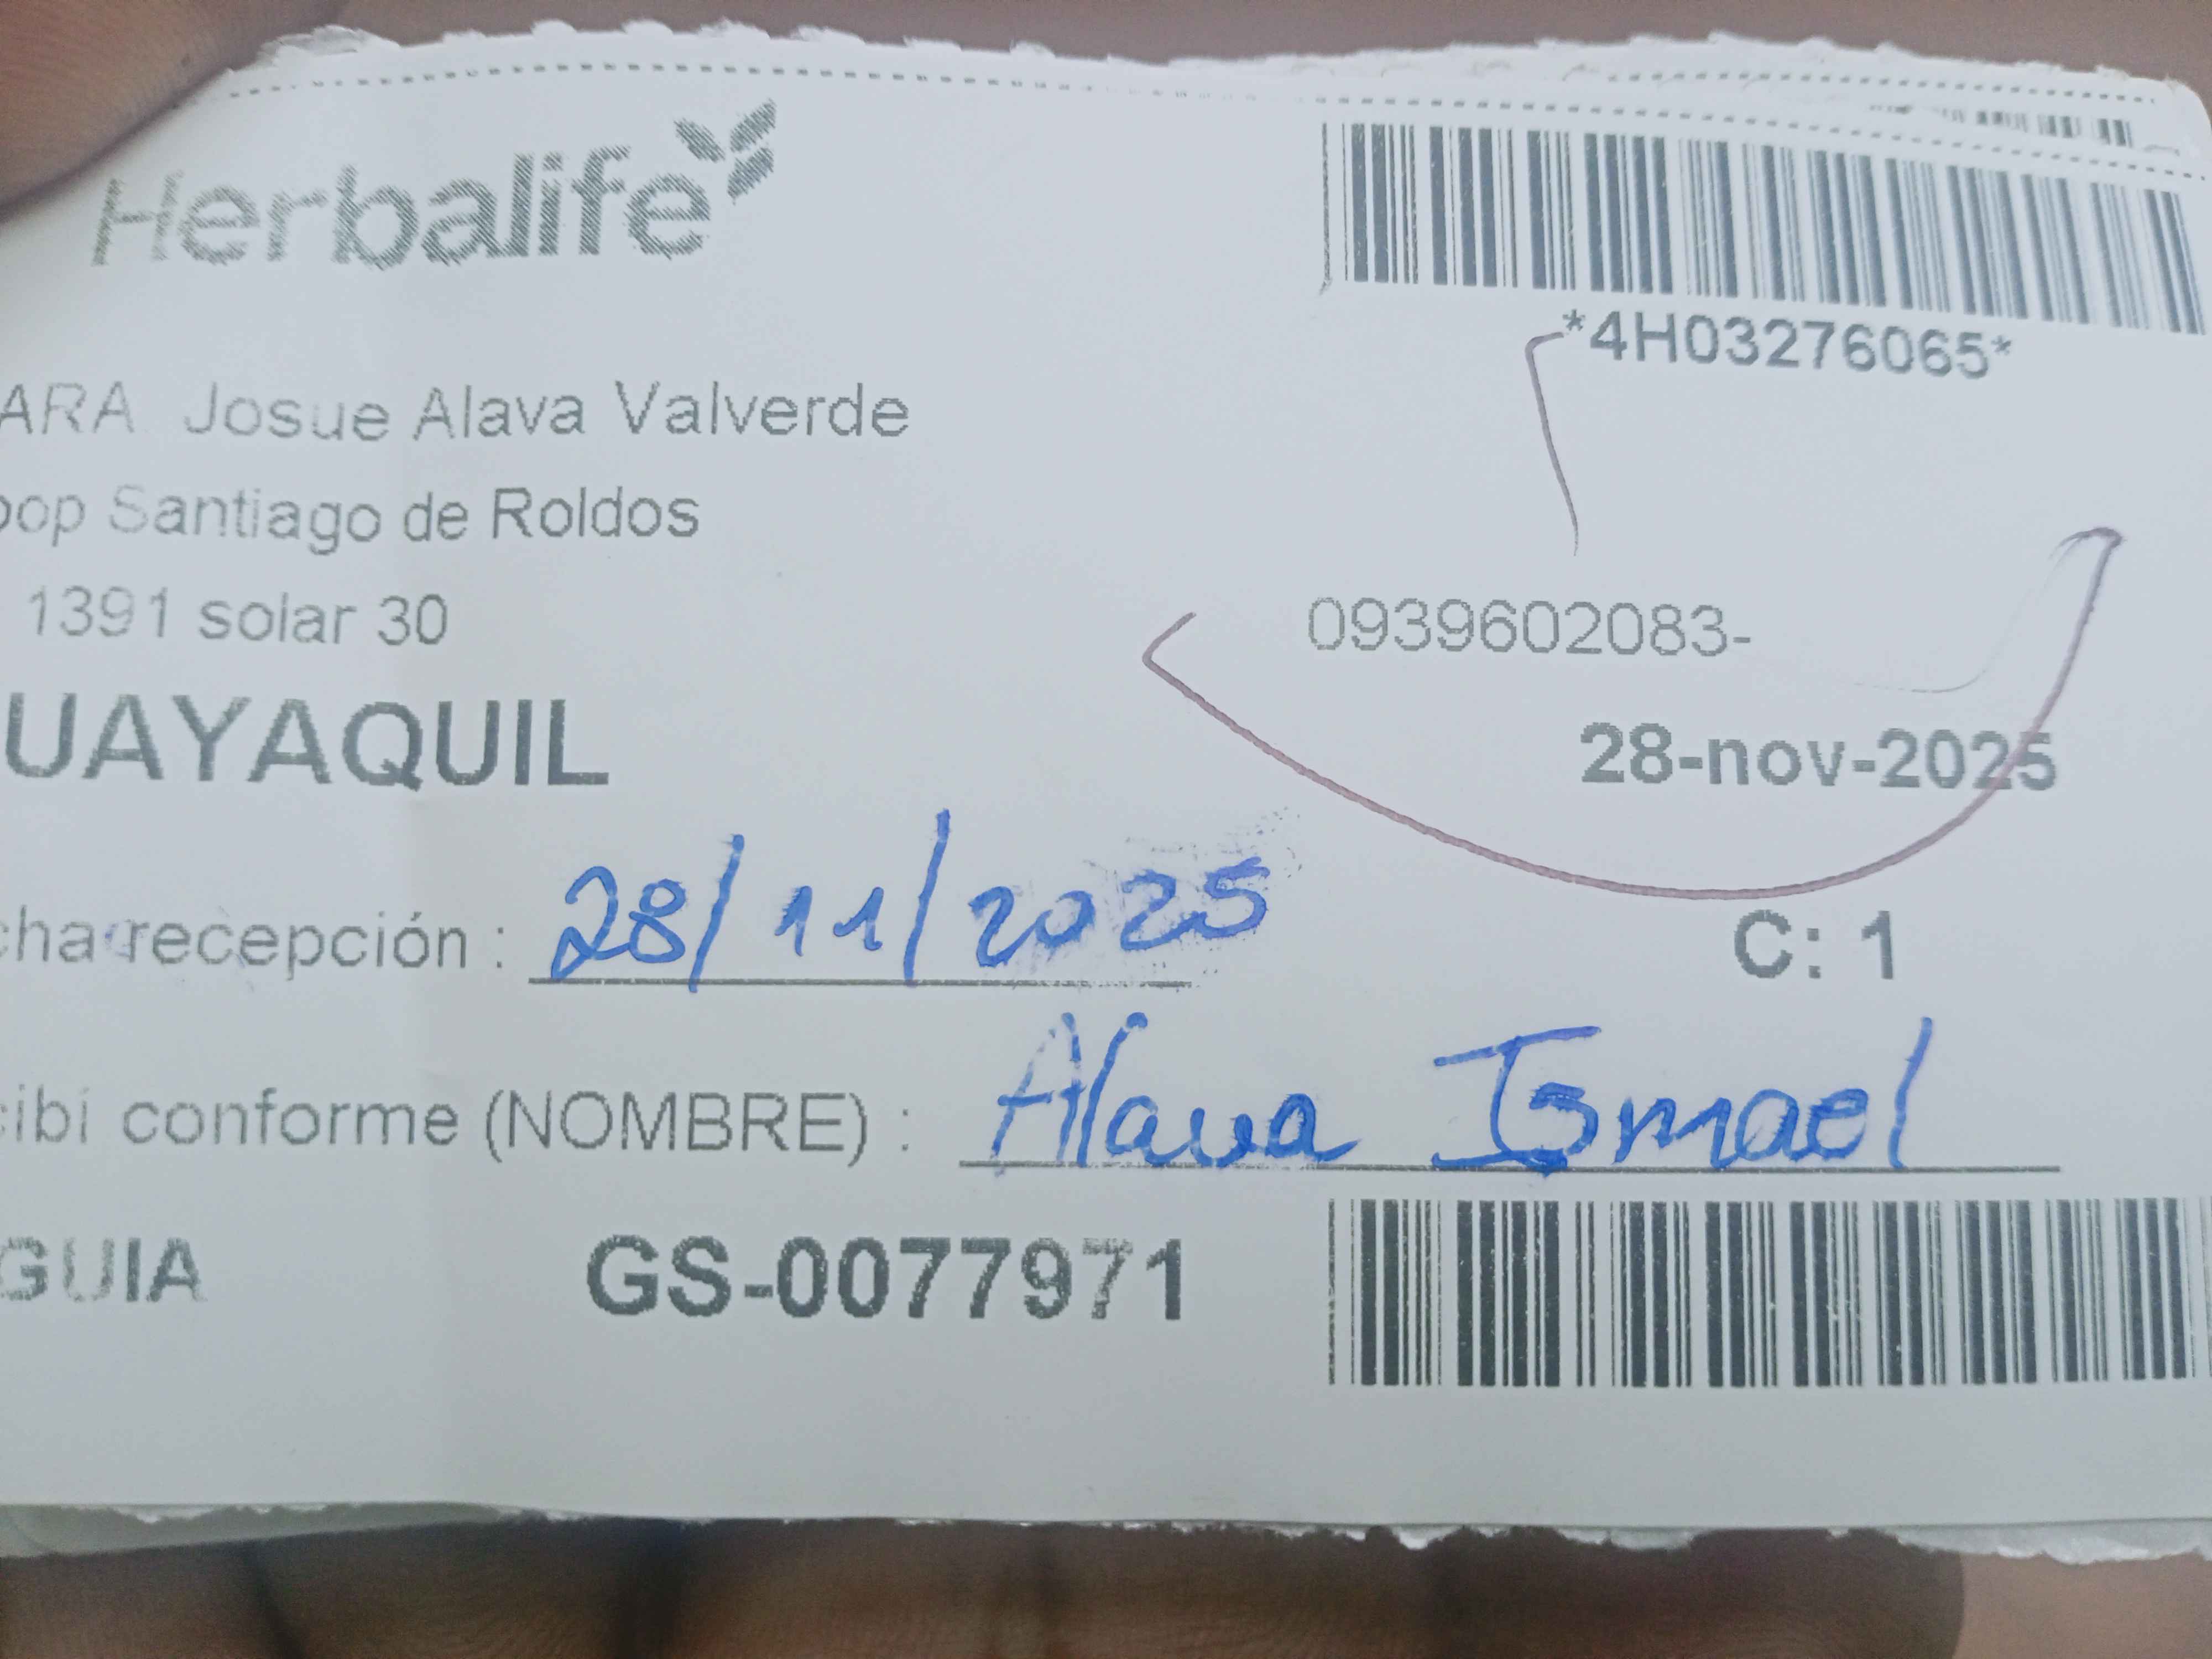 Herbalife
*4H03276065*
ARA Josue Alava Valverde
oop Santiago de Roldos
1391 solar 30
0939602083-
UAYAQUIL
28-nov-2025
cha recepción : 28/11/2025
C: 1
cibí conforme (NOMBRE) : Alava Ismael
GUIA GS-0077971